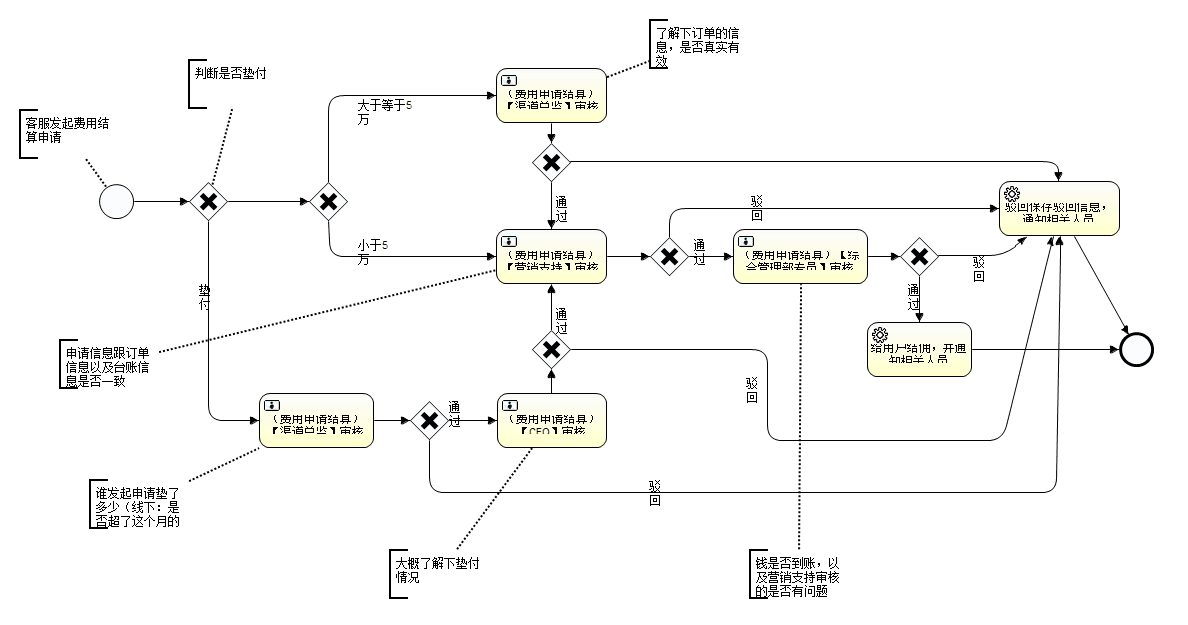 了解下订单的信
息，是否真实有
效
判断是否垫付
客服发起费用结
算申请
（费用申请结算）
【渠道总监】审核
大于等于5
万
通
过
驳回保存驳回信息，
通知相关人员
驳
回
小于5
万
（费用申请结算）
【营销支持】审核
通
过
（费用申请结算）【综
合管理部专员】审核
驳
回
垫
付
通
过
通
过
给用户结佣，并通
知相关人员
申请信息跟订单
信息以及台账信
息是否一致
驳
回
（费用申请结算）
【渠道总监】审核
通
过
（费用申请结算）
【CEO】审核
驳
回
谁发起申请垫了
多少（线下：是
否超了这个月的
大概了解下垫付
情况
钱是否到账，以
及营销支持审核
的是否有问题